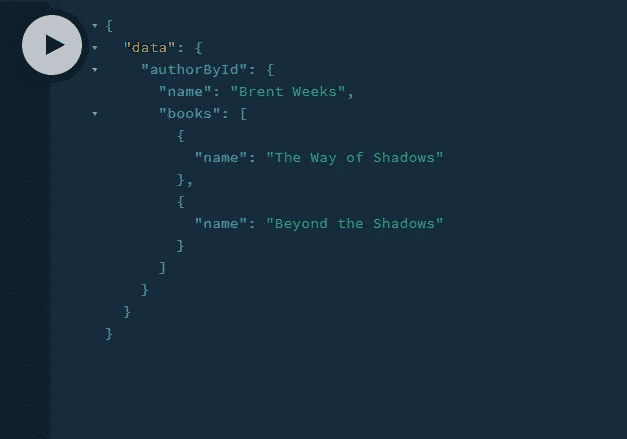 {
"data": {
"authorById": {
"name": "Brent Weeks",
"books": [
{
"name": "The Way of Shadows"
},
{
"name": "Beyond the Shadows"
}
]
}
}
}